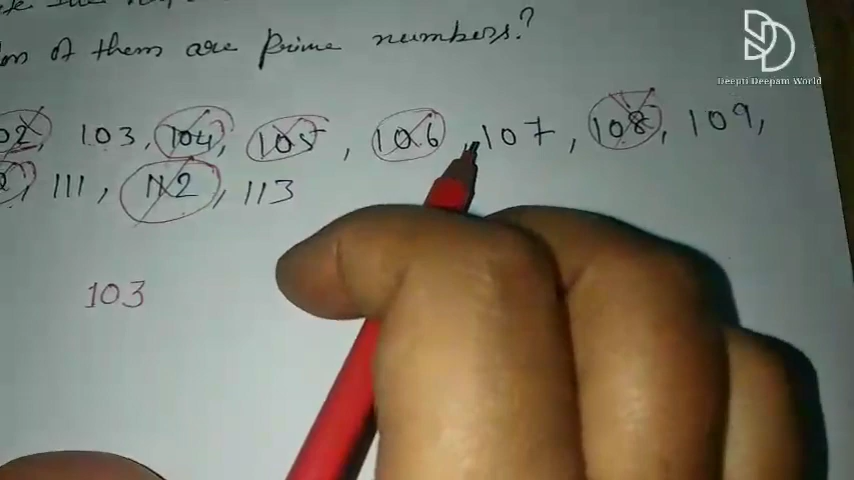 of them are prime numbers?
Deepti Deepam World
103, 104, 105, 106, 107, 108, 109,
111, 112, 113
103